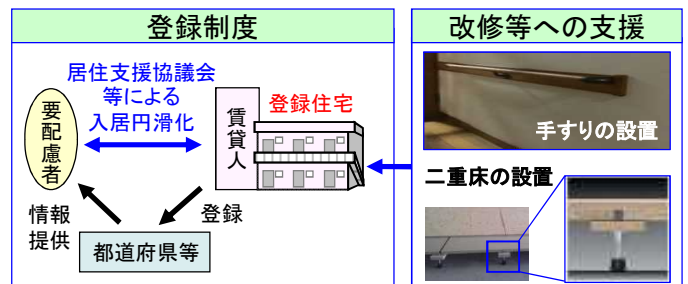 登録制度
居住支援協議会
等による
入居円滑化
要配慮者
賃貸人
登録住宅
情報
提供
登録
都道府県等
改修等への支援
手すりの設置
二重床の設置